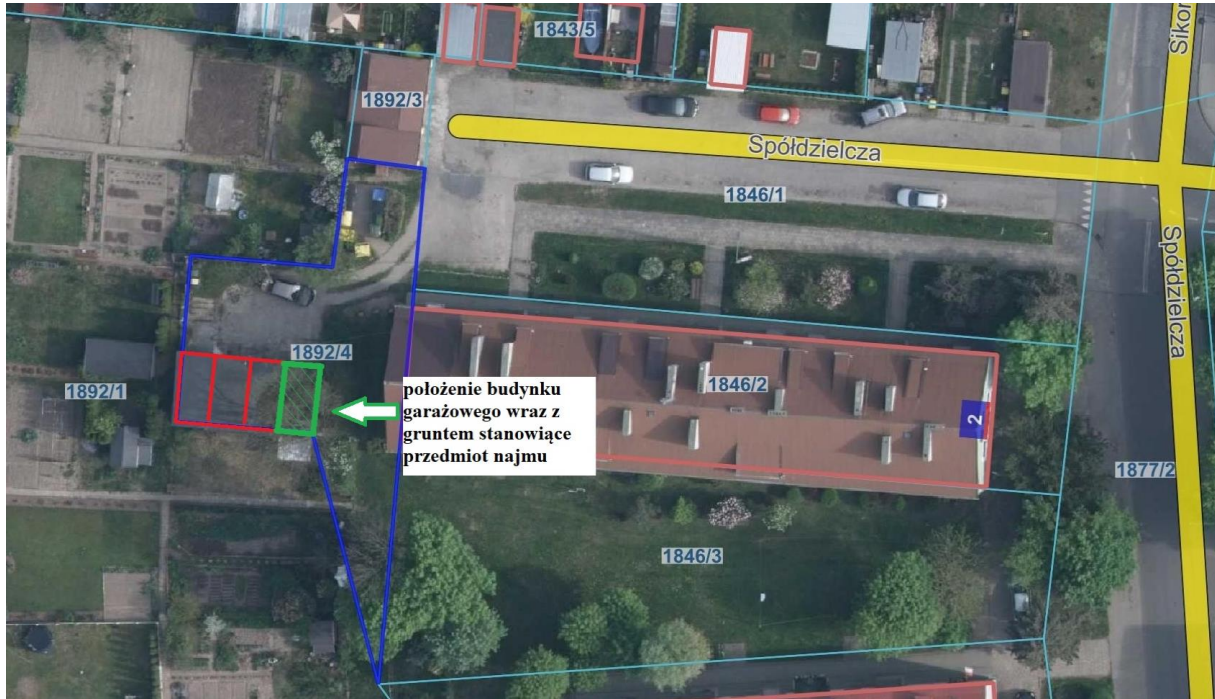 1843/5
Sikor
1892/3
Spółdzielcza
1846/1
Spółdzielcza
1892/4
1892/1
położenie budynku
garażowego wraz z
gruntem stanowiące
przedmiot najmu
1846/2
2
1877/2
1846/3